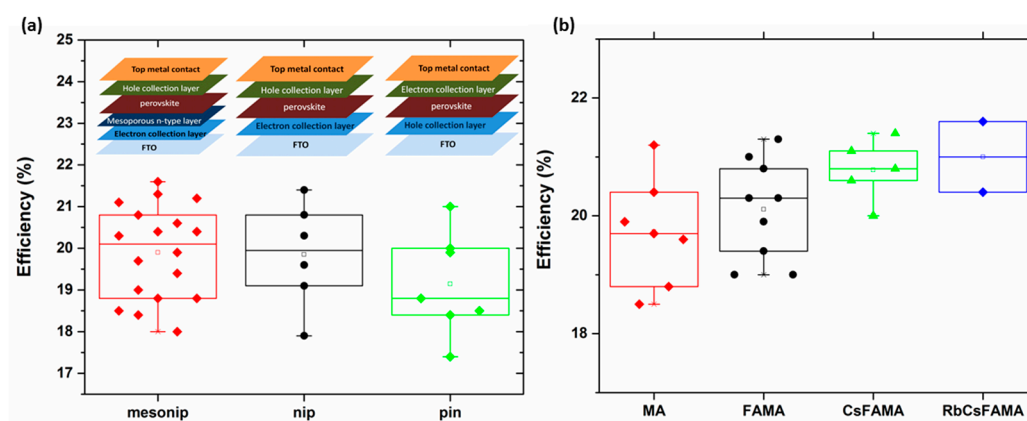 (a)
25
24
23
22
21
20
19
18
17
Efficiency (%)
Top metal contact
Hole collection layer
perovskite
Mesoporous n-type layer
Electron collection layer
FTO
Top metal contact
Hole collection layer
perovskite
Electron collection layer
FTO
Top metal contact
Electron collection layer
perovskite
Hole collection layer
FTO
mesonip
nip
pin
(b)
22
20
18
Efficiency (%)
MA
FAMA
CsFAMA
RbCsFAMA